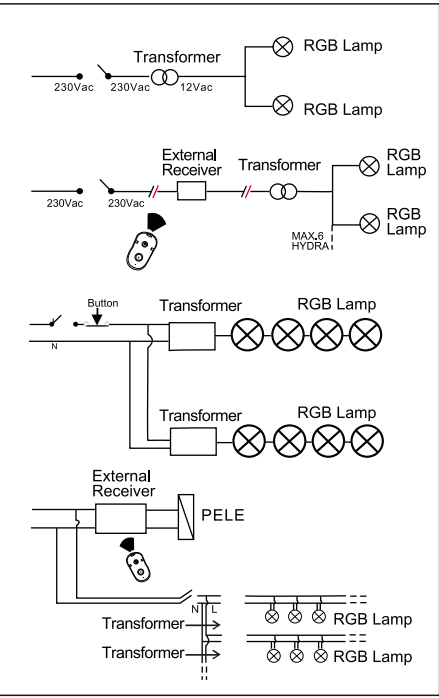 Transformer
RGB Lamp
230Vac
230Vac
12Vac
RGB Lamp
External
Receiver
Transformer
RGB
Lamp
230Vac
230Vac
RGB
Lamp
MAX.6
HYDRA
Button
Transformer
RGB Lamp
L
N
Transformer
RGB Lamp
External
Receiver
PELE
N
L
Transformer
RGB Lamp
Transformer
RGB Lamp